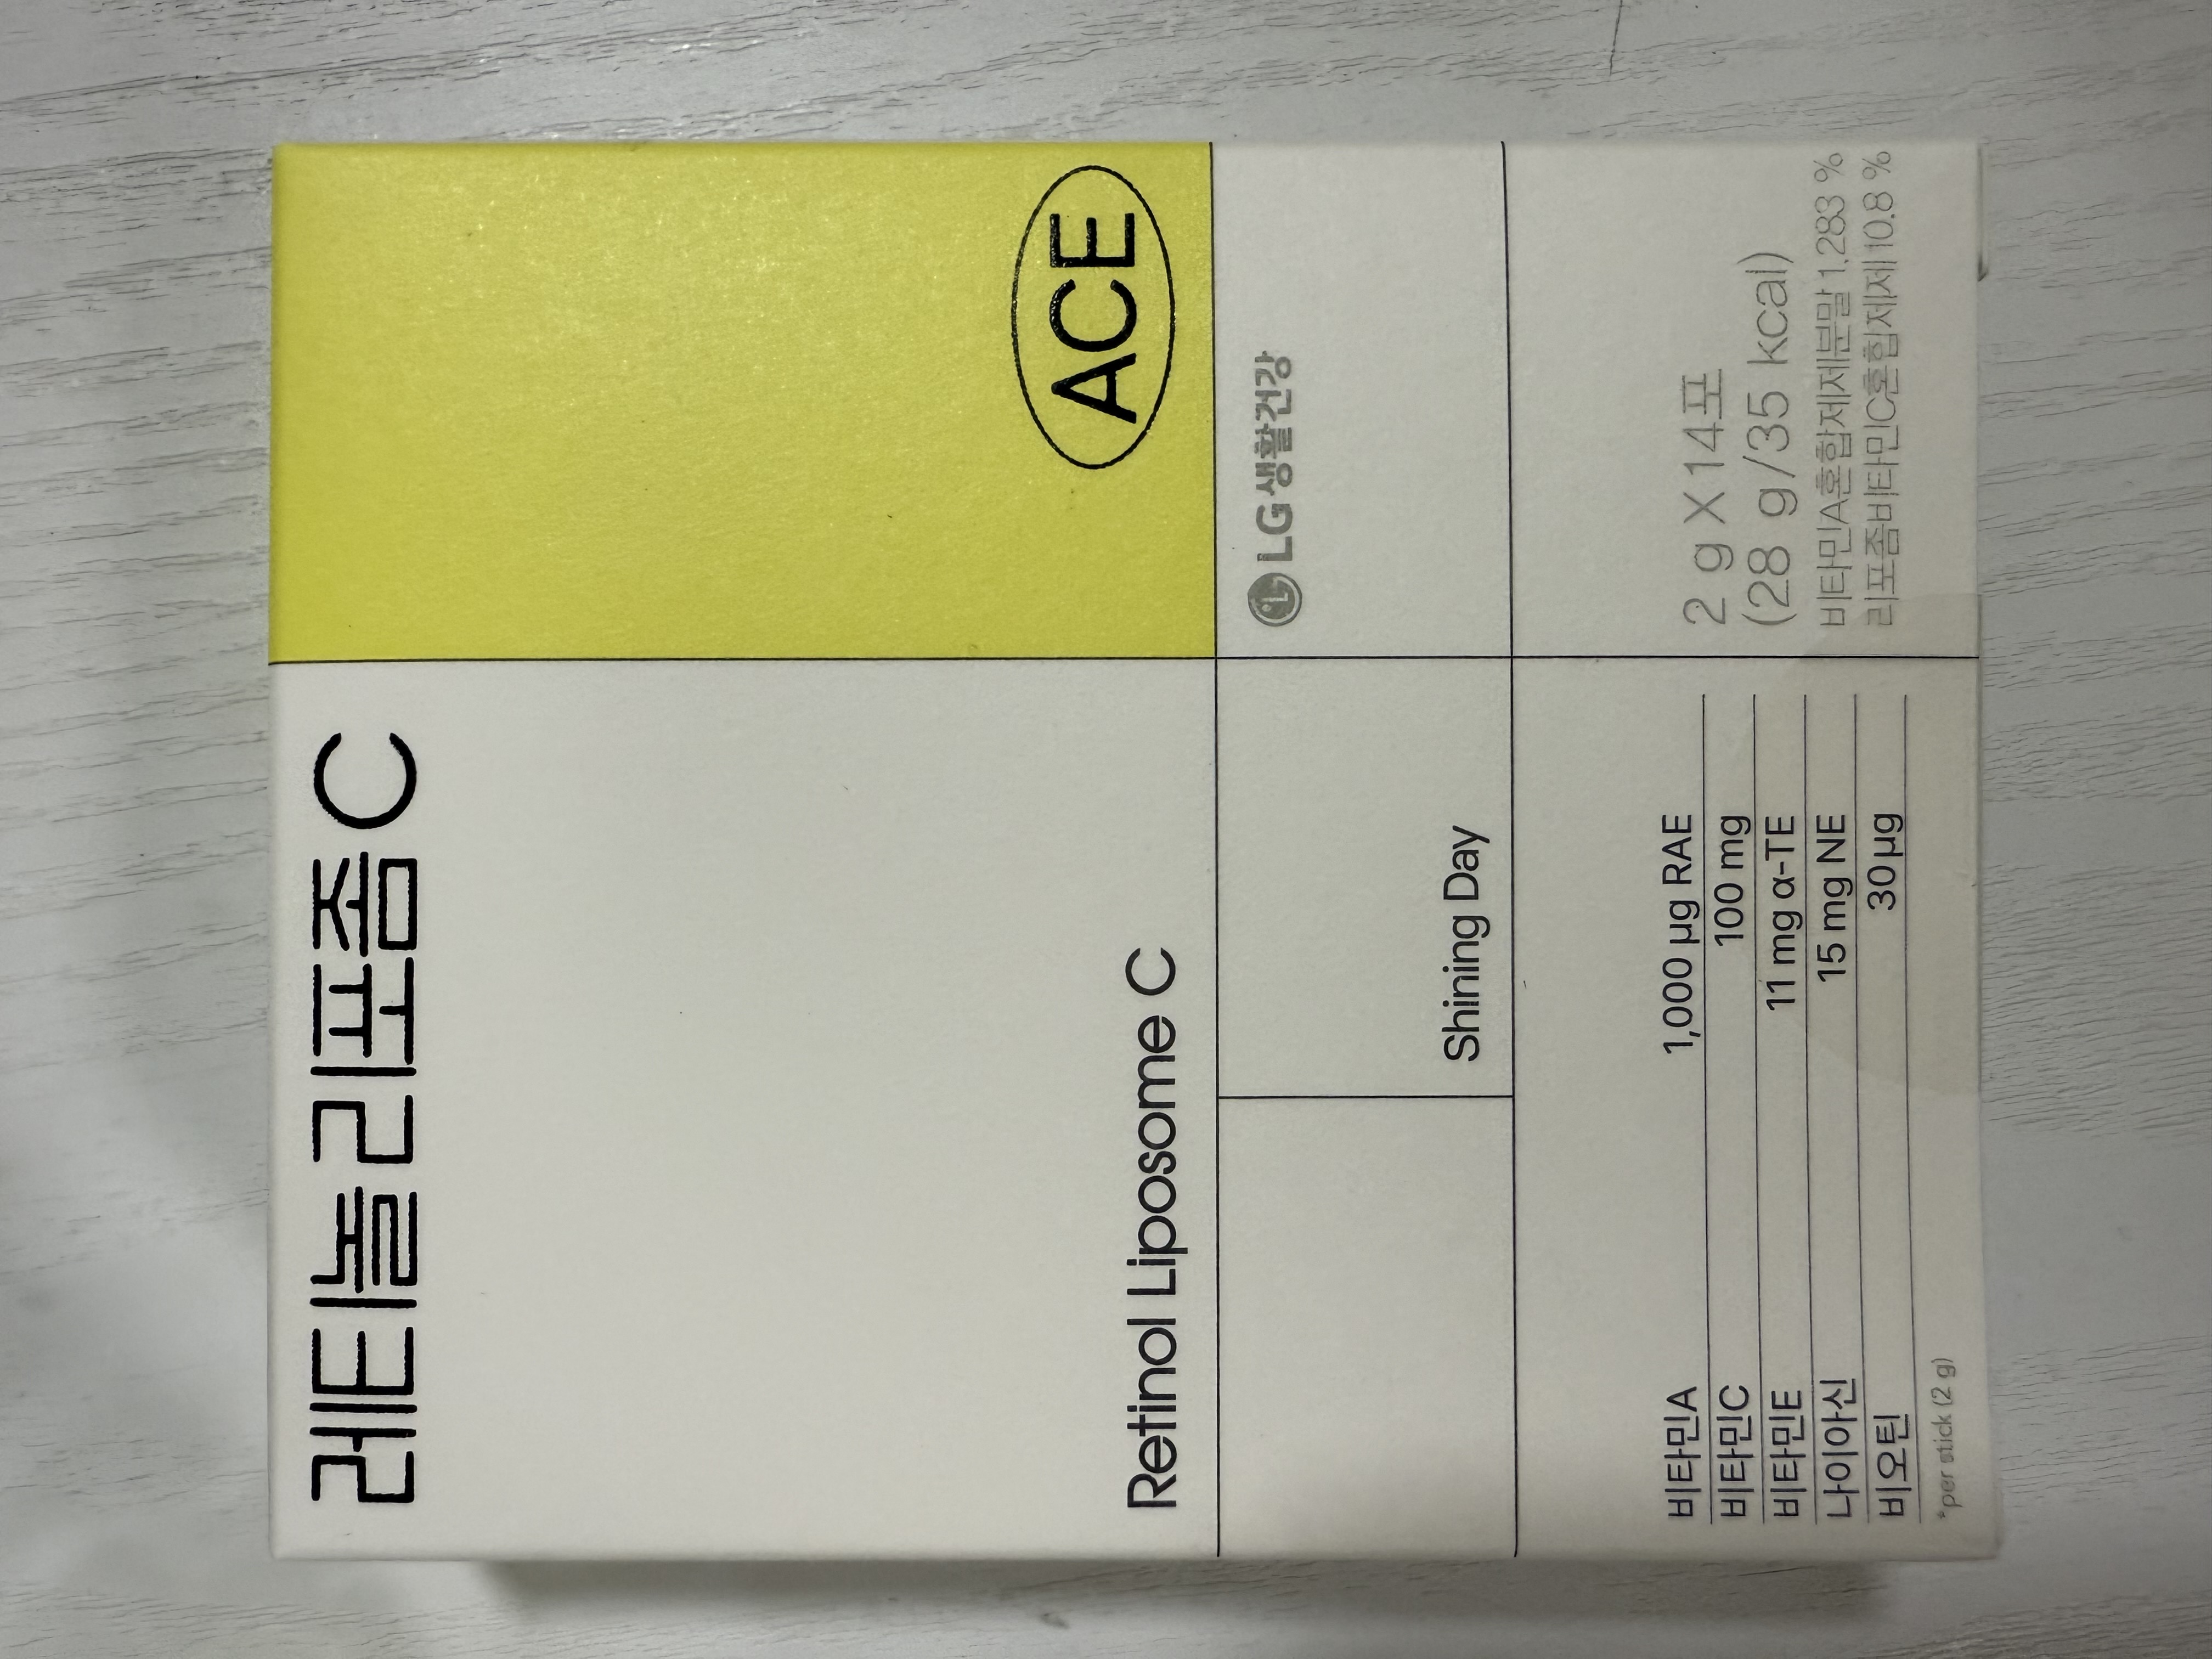 레티놀 리포좀 C
ACE
Retinol Liposome C
LG 생활건강
Shining Day
2 g X 14포
(28 g/35 kcal)
비타민A혼합제제분말 1.283 %
리포좀비타민C혼합제제 10.8 %
비타민A 1,000 µg RAE
비타민C 100 mg
비타민E 11 mg α-TE
나이아신 15 mg NE
비오틴 30µg
*per stick (2 g)